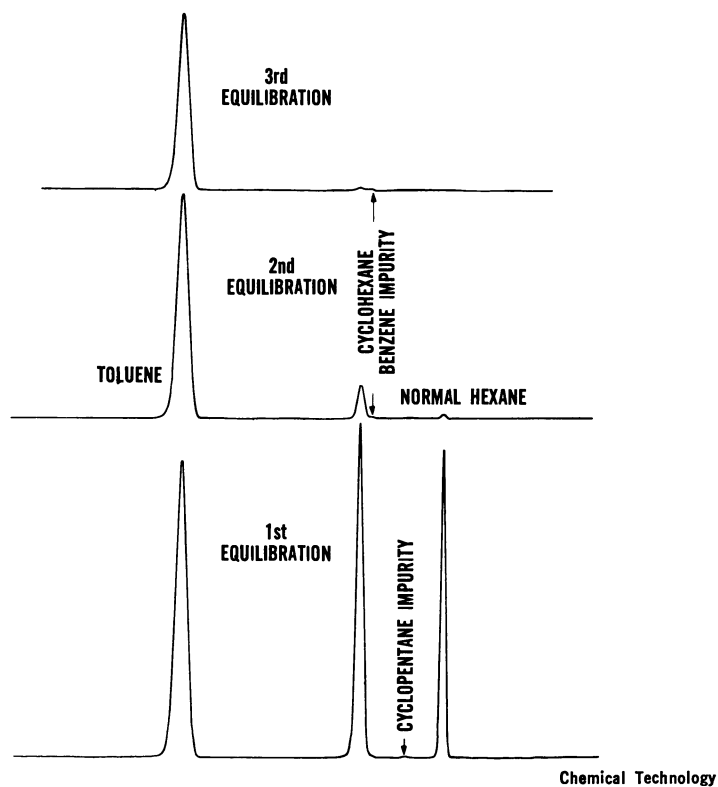 3rd
EQUILIBRATION
2nd
EQUILIBRATION
CYCLOHEXANE
BENZENE IMPURITY
TOLUENE
NORMAL HEXANE
1st
EQUILIBRATION
CYCLOPENTANE IMPURITY
Chemical Technology